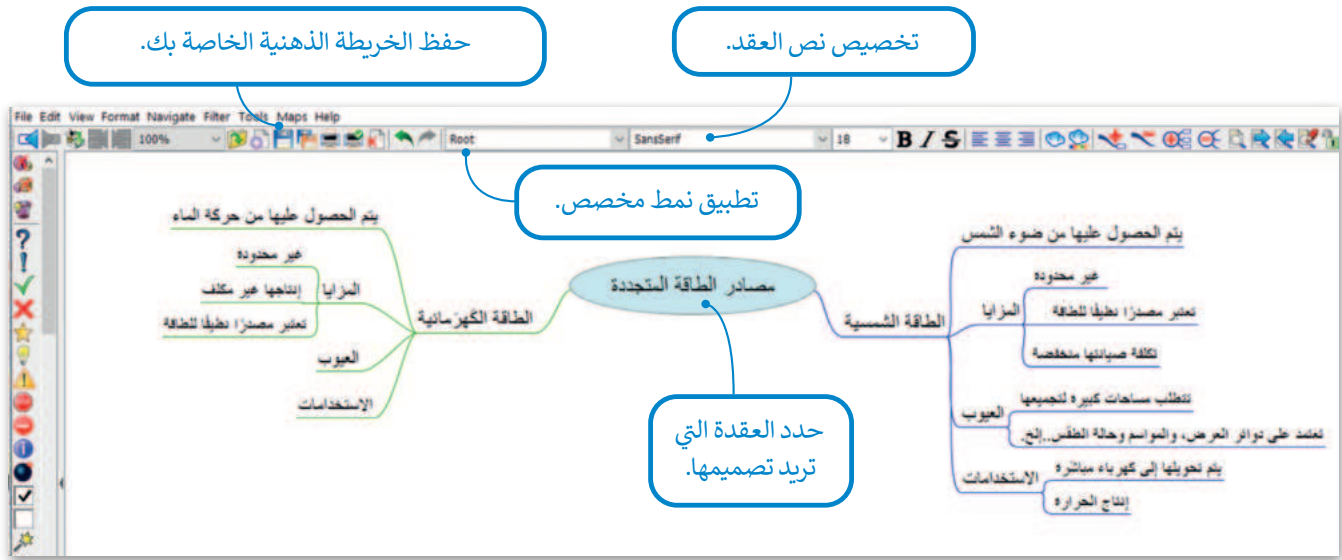 حفظ الخريطة الذهنية الخاصة بك.
تخصيص نص العقد.
File Edit View Format Navigate Filter Tools Maps Help
100%
Root
SansSerif
18
B I S
تطبيق نمط مخصص.
مصادر الطاقة المتجددة
حدد العقدة التي
تريد تصميمها.
الطاقة الشمسية
يتم الحصول عليها من ضوء الشمس
المزايا
غير محدودة
تعتبر مصدرًا نظيفًا للطاقة
تكلفة صيانتها منخفضة
العيوب
تتطلب مساحات كبيرة لتجميعها
تعتمد على دوائر العرض، والمواسم وحالة الطقس..إلخ.
الاستخدامات
يتم تحويلها إلى كهرباء مباشرة
إنتاج الحرارة
الطاقة الكهرمائية
يتم الحصول عليها من حركة الماء
المزايا
غير محدودة
إنتاجها غير مكلف
تعتبر مصدرًا نظيفًا للطاقة
العيوب
الاستخدامات